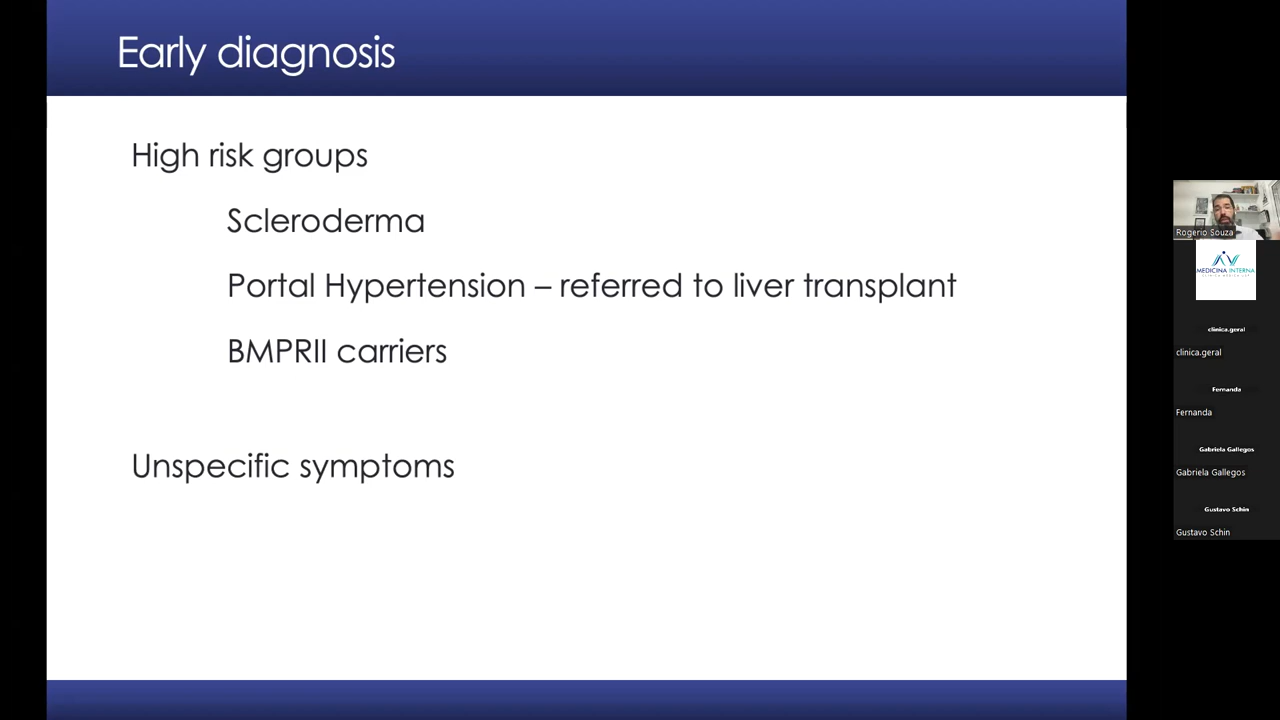 Early diagnosis
High risk groups
Scleroderma
Portal Hypertension – referred to liver transplant
BMPRII carriers
Unspecific symptoms
Rogerio Souza
MEDICINA INTERNA
clinica.geral
clinica.geral
Fernanda
Fernanda
Gabriela Gallegos
Gabriela Gallegos
Gustavo Schin
Gustavo Schin